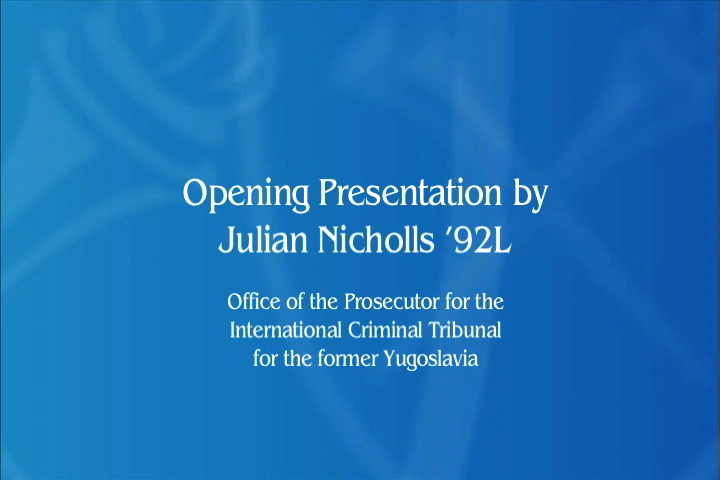 Opening Presentation by
Julian Nicholls ’92L
Office of the Prosecutor for the
International Criminal Tribunal
for the former Yugoslavia